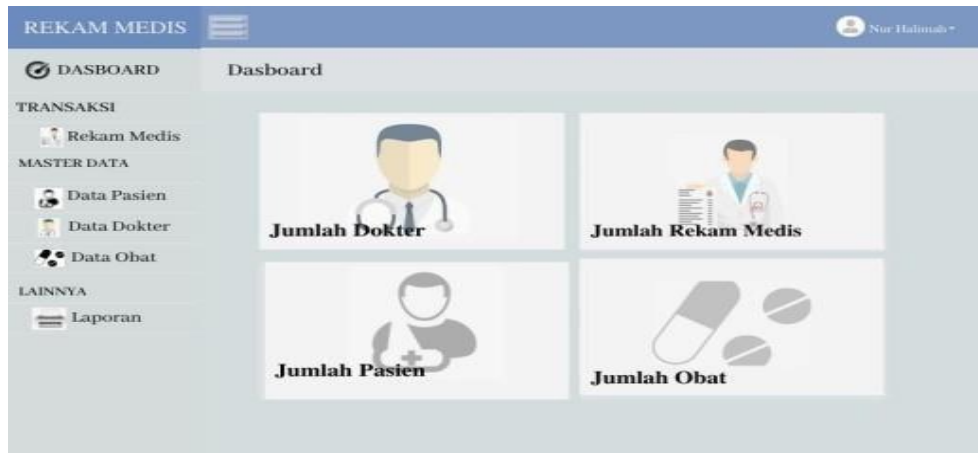 REKAM MEDIS
Nur Halimah
DASBOARD
Dasboard
TRANSAKSI
Rekam Medis
MASTER DATA
Data Pasien
Data Dokter
Data Obat
LAINNYA
Laporan
Jumlah Dokter
Jumlah Rekam Medis
Jumlah Pasien
Jumlah Obat